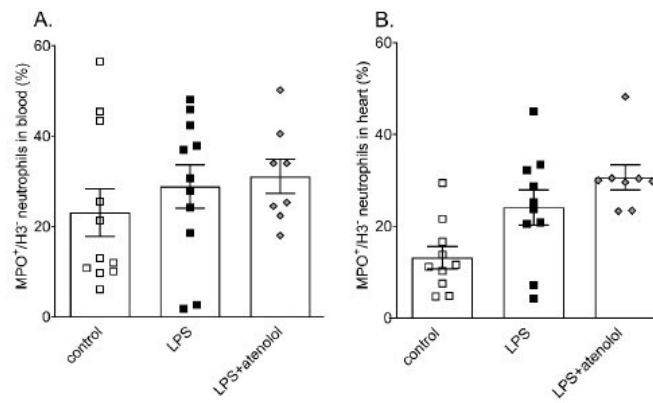 A.
MPO⁺/H3⁻ neutrophils in blood (%)
60
40
20
0
control
LPS
LPS+atenolol
B.
MPO⁺/H3⁻ neutrophils in heart (%)
60
40
20
0
control
LPS
LPS+atenolol